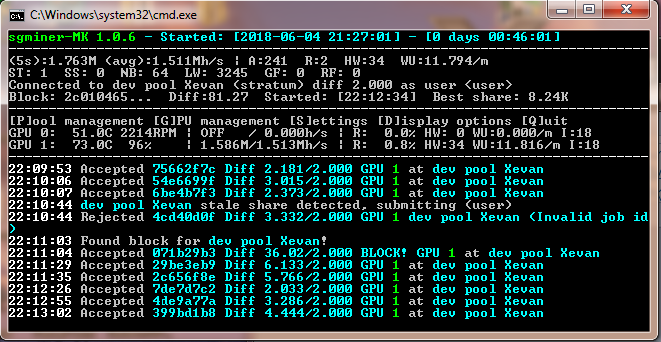 C:\Windows\system32\cmd.exe
sgminer-MK 1.0.6 - Started: [2018-06-04 21:27:01] - [0 days 00:46:01]
(5s):1.763M (avg):1.511Mh/s | A:241 R:2 HW:34 WU:11.794/m
ST: 1 SS: 0 NB: 64 LW: 3245 GF: 0 RF: 0
Connected to dev pool Xevan (stratum) diff 2.000 as user (user)
Block: 2c010465... Diff:81.27 Started: [22:12:34] Best share: 8.24K
[P]ool management [G]PU management [S]ettings [D]isplay options [Q]uit
GPU 0: 51.0C 2214RPM | OFF / 0.000h/s | R: 0.0% HW: 0 WU:0.000/m I:18
GPU 1: 73.0C 96% | 1.586M/1.513Mh/s | R: 0.8% HW:34 WU:11.816/m I:18
22:09:53 Accepted 75662f7c Diff 2.181/2.000 GPU 1 at dev pool Xevan
22:10:06 Accepted 54e6699f Diff 3.015/2.000 GPU 1 at dev pool Xevan
22:10:07 Accepted 6be4b7f3 Diff 2.373/2.000 GPU 1 at dev pool Xevan
22:10:44 dev pool Xevan stale share detected, submitting (user)
22:10:44 Rejected 4cd40d0f Diff 3.332/2.000 GPU 1 dev pool Xevan (Invalid job id
)
22:11:03 Found block for dev pool Xevan!
22:11:04 Accepted 071b29b3 Diff 36.02/2.000 BLOCK! GPU 1 at dev pool Xevan
22:11:29 Accepted 29be3eb9 Diff 6.133/2.000 GPU 1 at dev pool Xevan
22:11:35 Accepted 2c656f8e Diff 5.766/2.000 GPU 1 at dev pool Xevan
22:12:26 Accepted 7de7d7c2 Diff 2.033/2.000 GPU 1 at dev pool Xevan
22:12:55 Accepted 4de9a77a Diff 3.286/2.000 GPU 1 at dev pool Xevan
22:13:02 Accepted 399bd1b8 Diff 4.444/2.000 GPU 1 at dev pool Xevan